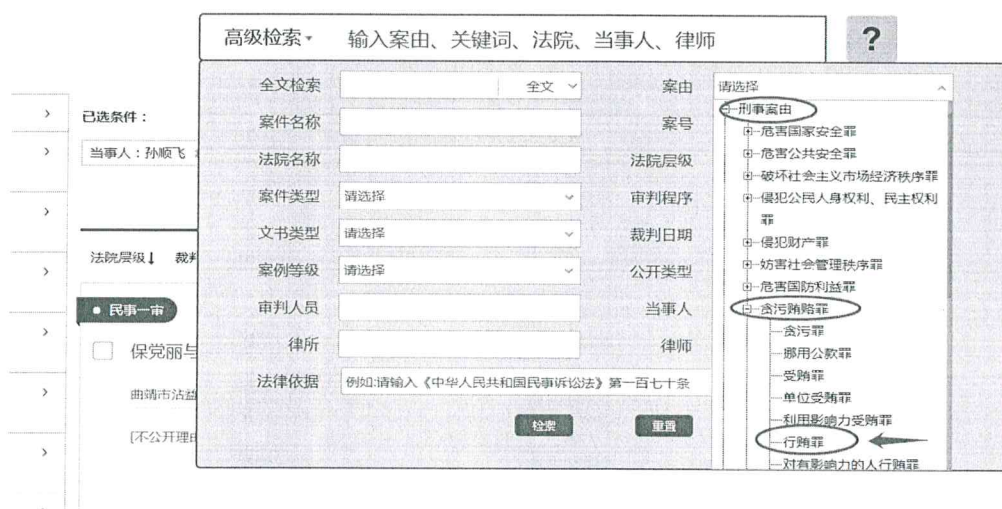 高级检索 输入案由、关键词、法院、当事人、律师 ?
全文检索 全文 案由 请选择
案件名称 案号
法院名称 法院层级
案件类型 请选择 审判程序
文书类型 请选择 裁判日期
案例等级 请选择 公开类型
审判人员 当事人
律所 律师
法律依据 例如:请输入《中华人民共和国民事诉讼法》第一百七十条
检索 重置
刑事案由
危害国家安全罪
危害公共安全罪
破坏社会主义市场经济秩序罪
侵犯公民人身权利、民主权利
罪
侵犯财产罪
妨害社会管理秩序罪
危害国防利益罪
贪污贿赂罪
贪污罪
挪用公款罪
受贿罪
单位受贿罪
利用影响力受贿罪
行贿罪
对有影响力的人行贿罪
已选条件：
当事人：孙顺飞
法院层级↓ 裁判
民事一审
保党丽与
曲靖市沾益
[不公开理由